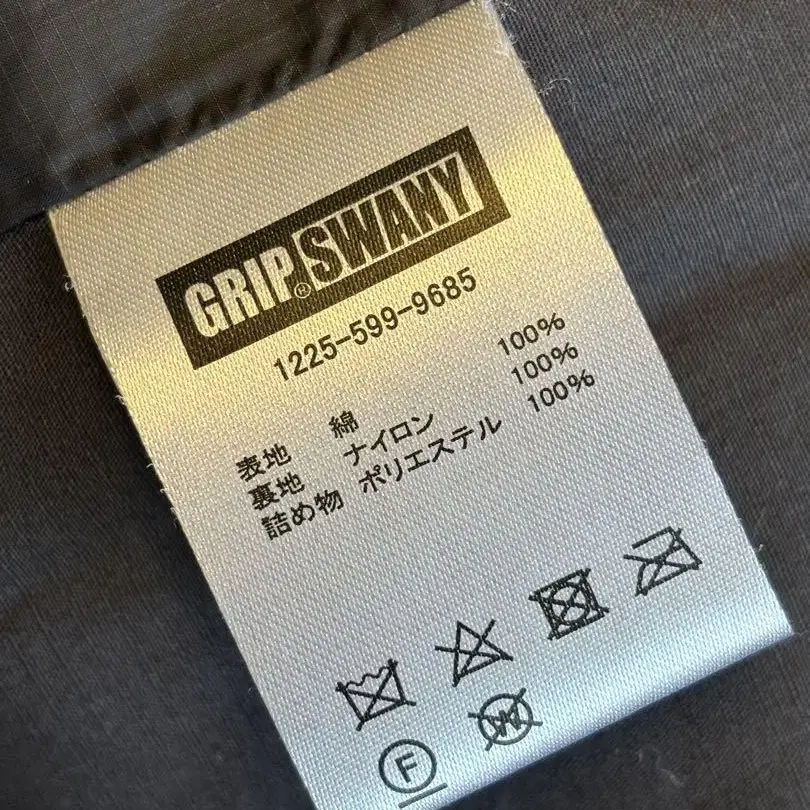 GRIP® SWANY
1225-599-9685
表地 綿 100%
裏地 ナイロン 100%
詰め物 ポリエステル 100%
W
F